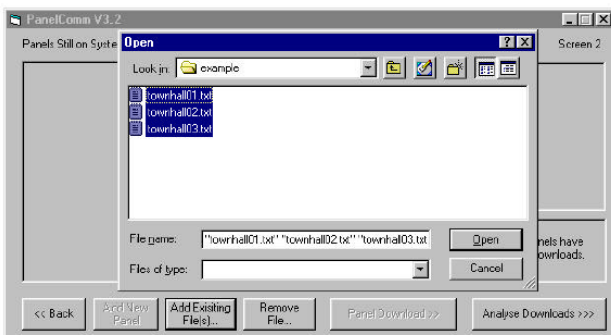 PanelComm V3.2
Panels Still on Syste
Screen 2
Open
Look in:
example
townhall01.txt
townhall02.txt
townhall03.txt
File name:
"townhall01.txt" "townhall02.txt" "townhall03.txt
Open
Files of type:
Cancel
nels have
ownloads.
<< Back
Add New
Panel
Add Exisiting
File(s)...
Remove
File...
Panel Download >>
Analyse Downloads >>>